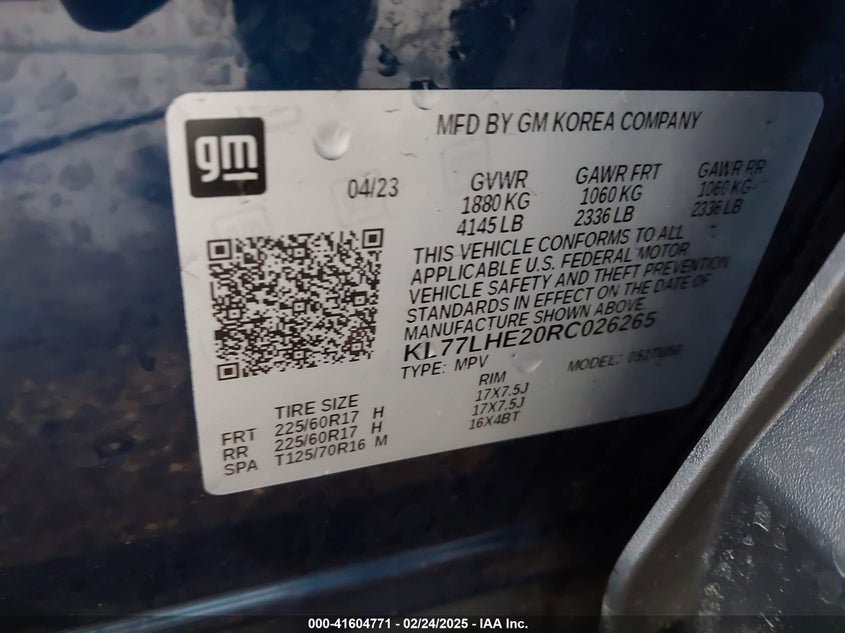 gm
MFD BY GM KOREA COMPANY
04/23
GVWR GAWR FRT GAWR RR
1880 KG 1060 KG 1060 KG
4145 LB 2336 LB 2336 LB
THIS VEHICLE CONFORMS TO ALL
APPLICABLE U.S. FEDERAL MOTOR
VEHICLE SAFETY AND THEFT PREVENTION
STANDARDS IN EFFECT ON THE DATE OF
MANUFACTURE SHOWN ABOVE.
KL77LHE20RC026265
TYPE: MPV MODEL:
TIRE SIZE RIM
FRT 225/60R17 H 17X7.5J
RR 225/60R17 H 17X7.5J
SPA T125/70R16 M 16X4BT
000-41604771 - 02/24/2025 - IAA Inc.